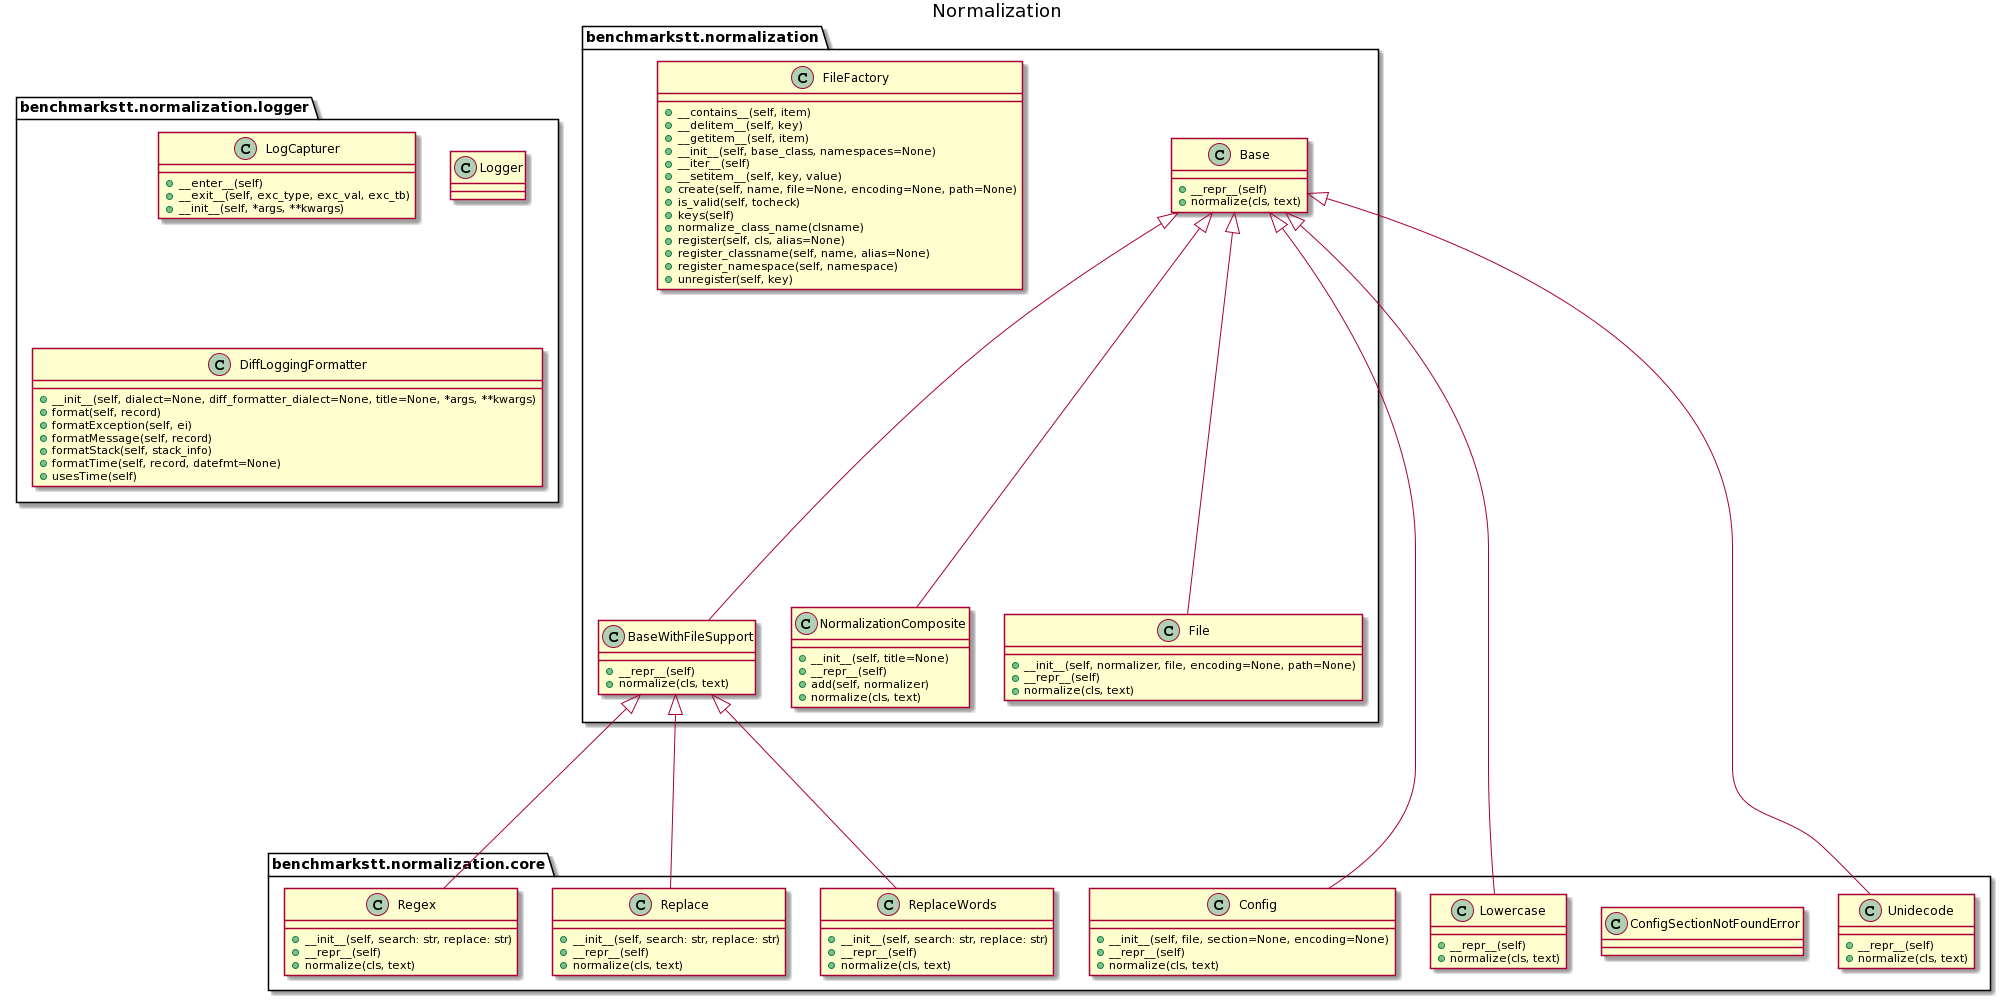 Normalization
benchmarkstt.normalization
C FileFactory
__contains__(self, item)
__delitem__(self, key)
__getitem__(self, item)
__init__(self, base_class, namespaces=None)
__iter__(self)
__setitem__(self, key, value)
create(self, name, file=None, encoding=None, path=None)
is_valid(self, tocheck)
keys(self)
normalize_class_name(clsname)
register(self, cls, alias=None)
register_classname(self, name, alias=None)
register_namespace(self, namespace)
unregister(self, key)
C Base
__repr__(self)
normalize(cls, text)
benchmarkstt.normalization.logger
C LogCapturer
__enter__(self)
__exit__(self, exc_type, exc_val, exc_tb)
__init__(self, *args, **kwargs)
C Logger
C DiffLoggingFormatter
__init__(self, dialect=None, diff_formatter_dialect=None, title=None, *args, **kwargs)
format(self, record)
formatException(self, ei)
formatMessage(self, record)
formatStack(self, stack_info)
formatTime(self, record, datefmt=None)
usesTime(self)
C BaseWithFileSupport
__repr__(self)
normalize(cls, text)
C NormalizationComposite
__init__(self, title=None)
__repr__(self)
add(self, normalizer)
normalize(cls, text)
C File
__init__(self, normalizer, file, encoding=None, path=None)
__repr__(self)
normalize(cls, text)
benchmarkstt.normalization.core
C Regex
__init__(self, search: str, replace: str)
__repr__(self)
normalize(cls, text)
C Replace
__init__(self, search: str, replace: str)
__repr__(self)
normalize(cls, text)
C ReplaceWords
__init__(self, search: str, replace: str)
__repr__(self)
normalize(cls, text)
C Config
__init__(self, file, section=None, encoding=None)
__repr__(self)
normalize(cls, text)
C Lowercase
__repr__(self)
normalize(cls, text)
C ConfigSectionNotFoundError
C Unidecode
__repr__(self)
normalize(cls, text)